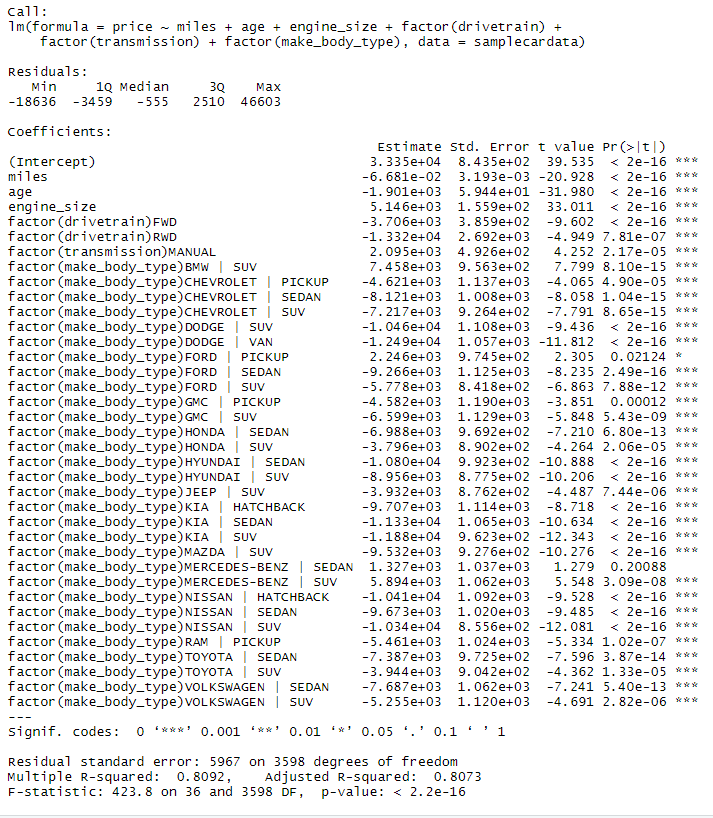 Call:
lm(formula = price ~ miles + age + engine_size + factor(drivetrain) +
    factor(transmission) + factor(make_body_type), data = samplecardata)

Residuals:
   Min     1Q Median     3Q    Max
-18636  -3459   -555   2510  46603

Coefficients:
                                               Estimate Std. Error t value Pr(>|t|)
(Intercept)                                   3.335e+04  8.435e+02  39.535  < 2e-16 ***
miles                                        -6.681e-02  3.193e-03 -20.928  < 2e-16 ***
age                                          -1.901e+03  5.944e+01 -31.980  < 2e-16 ***
engine_size                                   5.146e+03  1.559e+02  33.011  < 2e-16 ***
factor(drivetrain)FWD                        -3.706e+03  3.859e+02  -9.602  < 2e-16 ***
factor(drivetrain)RWD                        -1.332e+04  2.692e+03  -4.949 7.81e-07 ***
factor(transmission)MANUAL                    2.095e+03  4.926e+02   4.252 2.17e-05 ***
factor(make_body_type)BMW | SUV               7.458e+03  9.563e+02   7.799 8.10e-15 ***
factor(make_body_type)CHEVROLET | PICKUP     -4.621e+03  1.137e+03  -4.065 4.90e-05 ***
factor(make_body_type)CHEVROLET | SEDAN      -8.121e+03  1.008e+03  -8.058 1.04e-15 ***
factor(make_body_type)CHEVROLET | SUV        -7.217e+03  9.264e+02  -7.791 8.65e-15 ***
factor(make_body_type)DODGE | SUV            -1.046e+04  1.108e+03  -9.436  < 2e-16 ***
factor(make_body_type)DODGE | VAN            -1.249e+04  1.057e+03 -11.812  < 2e-16 ***
factor(make_body_type)FORD | PICKUP           2.246e+03  9.745e+02   2.305  0.02124 *
factor(make_body_type)FORD | SEDAN           -9.266e+03  1.125e+03  -8.235 2.49e-16 ***
factor(make_body_type)FORD | SUV             -5.778e+03  8.418e+02  -6.863 7.88e-12 ***
factor(make_body_type)GMC | PICKUP           -4.582e+03  1.190e+03  -3.851  0.00012 ***
factor(make_body_type)GMC | SUV              -6.599e+03  1.129e+03  -5.848 5.43e-09 ***
factor(make_body_type)HONDA | SEDAN          -6.988e+03  9.692e+02  -7.210 6.80e-13 ***
factor(make_body_type)HONDA | SUV            -3.796e+03  8.902e+02  -4.264 2.06e-05 ***
factor(make_body_type)HYUNDAI | SEDAN        -1.080e+04  9.923e+02 -10.888  < 2e-16 ***
factor(make_body_type)HYUNDAI | SUV          -8.956e+03  8.775e+02 -10.206  < 2e-16 ***
factor(make_body_type)JEEP | SUV             -3.932e+03  8.762e+02  -4.487 7.44e-06 ***
factor(make_body_type)KIA | HATCHBACK        -9.707e+03  1.114e+03  -8.718  < 2e-16 ***
factor(make_body_type)KIA | SEDAN            -1.133e+04  1.065e+03 -10.634  < 2e-16 ***
factor(make_body_type)KIA | SUV              -1.188e+04  9.623e+02 -12.343  < 2e-16 ***
factor(make_body_type)MAZDA | SUV            -9.532e+03  9.276e+02 -10.276  < 2e-16 ***
factor(make_body_type)MERCEDES-BENZ | SEDAN   1.327e+03  1.037e+03   1.279  0.20088
factor(make_body_type)MERCEDES-BENZ | SUV     5.894e+03  1.062e+03   5.548 3.09e-08 ***
factor(make_body_type)NISSAN | HATCHBACK     -1.041e+04  1.092e+03  -9.528  < 2e-16 ***
factor(make_body_type)NISSAN | SEDAN         -9.673e+03  1.020e+03  -9.485  < 2e-16 ***
factor(make_body_type)NISSAN | SUV           -1.034e+04  8.556e+02 -12.081  < 2e-16 ***
factor(make_body_type)RAM | PICKUP           -5.461e+03  1.024e+03  -5.334 1.02e-07 ***
factor(make_body_type)TOYOTA | SEDAN         -7.387e+03  9.725e+02  -7.596 3.87e-14 ***
factor(make_body_type)TOYOTA | SUV           -3.944e+03  9.042e+02  -4.362 1.33e-05 ***
factor(make_body_type)VOLKSWAGEN | SEDAN     -7.687e+03  1.062e+03  -7.241 5.40e-13 ***
factor(make_body_type)VOLKSWAGEN | SUV       -5.255e+03  1.120e+03  -4.691 2.82e-06 ***
---
Signif. codes:  0 ‘***’ 0.001 ‘**’ 0.01 ‘*’ 0.05 ‘.’ 0.1 ‘ ’ 1

Residual standard error: 5967 on 3598 degrees of freedom
Multiple R-squared:  0.8092,    Adjusted R-squared:  0.8073
F-statistic: 423.8 on 36 and 3598 DF,  p-value: < 2.2e-16